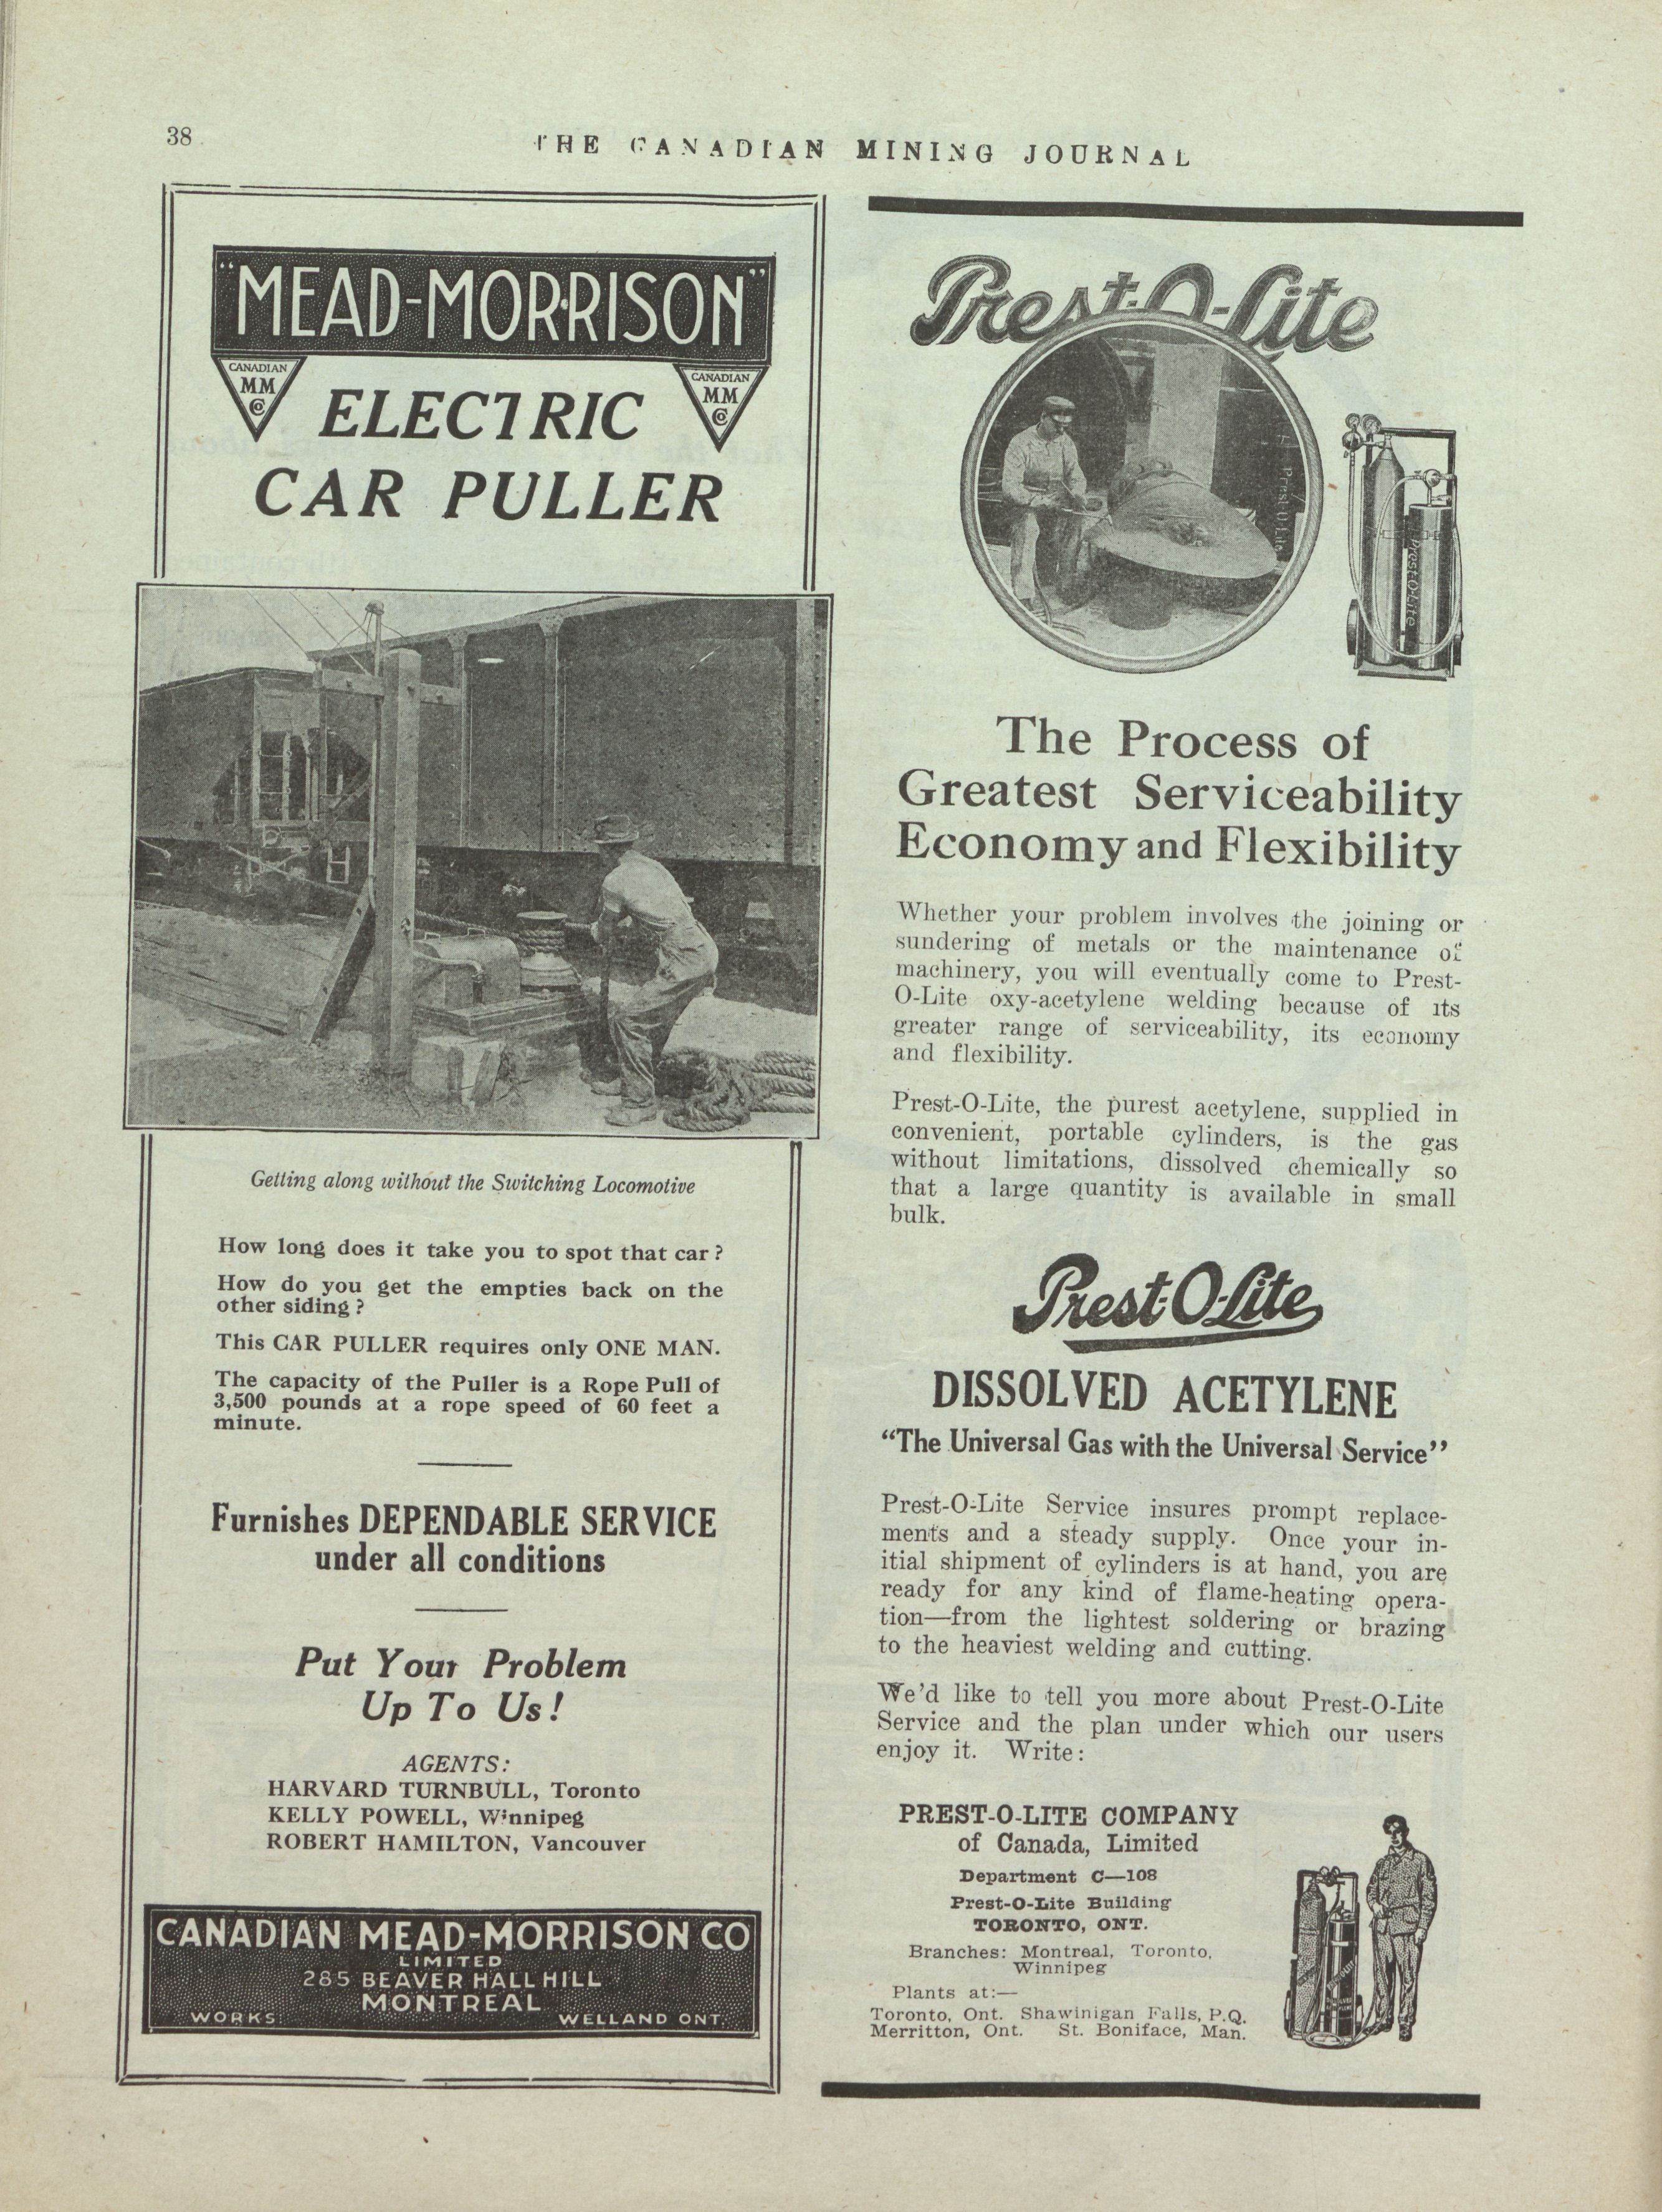 38
THE CANADIAN MINING JOURNAL
"MEAD-MORRISON"
CANADIAN
MM
Co
CANADIAN
MM
Co
ELECTRIC
CAR PULLER
Getting along without the Switching Locomotive
How long does it take you to spot that car?
How do you get the empties back on the
other siding?
This CAR PULLER requires only ONE MAN.
The capacity of the Puller is a Rope Pull of
3,500 pounds at a rope speed of 60 feet a
minute.
Furnishes DEPENDABLE SERVICE
under all conditions
Put Your Problem
Up To Us!
AGENTS:
HARVARD TURNBULL, Toronto
KELLY POWELL, Winnipeg
ROBERT HAMILTON, Vancouver
CANADIAN MEAD-MORRISON CO
LIMITED
285 BEAVER HALL HILL
MONTREAL
WORKS: WELLAND ONT.
Prest-O-Lite
Prest-O-Lite
Prest-O-Lite
The Process of
Greatest Serviceability
Economy and Flexibility
Whether your problem involves the joining or
sundering of metals or the maintenance of
machinery, you will eventually come to Prest-
O-Lite oxy-acetylene welding because of its
greater range of serviceability, its economy
and flexibility.
Prest-O-Lite, the purest acetylene, supplied in
convenient, portable cylinders, is the gas
without limitations, dissolved chemically so
that a large quantity is available in small
bulk.
Prest-O-Lite
DISSOLVED ACETYLENE
"The Universal Gas with the Universal Service"
Prest-O-Lite Service insures prompt replace-
ments and a steady supply. Once your in-
itial shipment of cylinders is at hand, you are
ready for any kind of flame-heating opera-
tion—from the lightest soldering or brazing
to the heaviest welding and cutting.
We'd like to tell you more about Prest-O-Lite
Service and the plan under which our users
enjoy it. Write:
PREST-O-LITE COMPANY
of Canada, Limited
Department C—108
Prest-O-Lite Building
TORONTO, ONT.
Branches: Montreal, Toronto,
Winnipeg
Plants at:—
Toronto, Ont. Shawinigan Falls, P.Q.
Merritton, Ont. St. Boniface, Man.